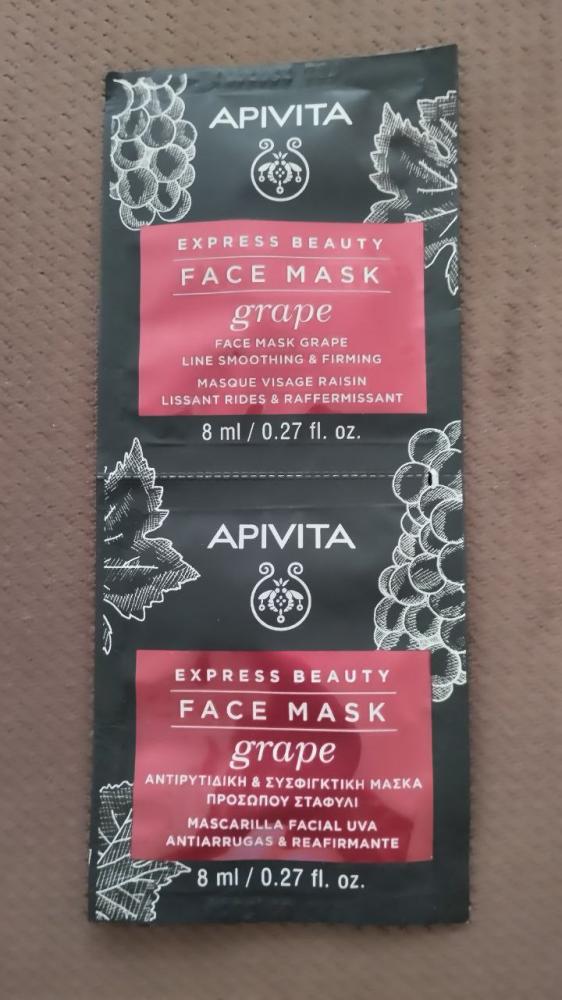 APIVITA
EXPRESS BEAUTY
FACE MASK
grape
FACE MASK GRAPE
LINE SMOOTHING & FIRMING
MASQUE VISAGE RAISIN
LISSANT RIDES & RAFFERMISSANT
8 ml / 0.27 fl. oz.
APIVITA
EXPRESS BEAUTY
FACE MASK
grape
ΑΝΤΙΡΥΤΙΔΙΚΗ & ΣΥΣΦΙΓΚΤΙΚΗ ΜΑΣΚΑ
ΠΡΟΣΩΠΟΥ ΣΤΑΦΥΛΙ
MASCARILLA FACIAL UVA
ANTIARRUGAS & REAFIRMANTE
8 ml / 0.27 fl. oz.